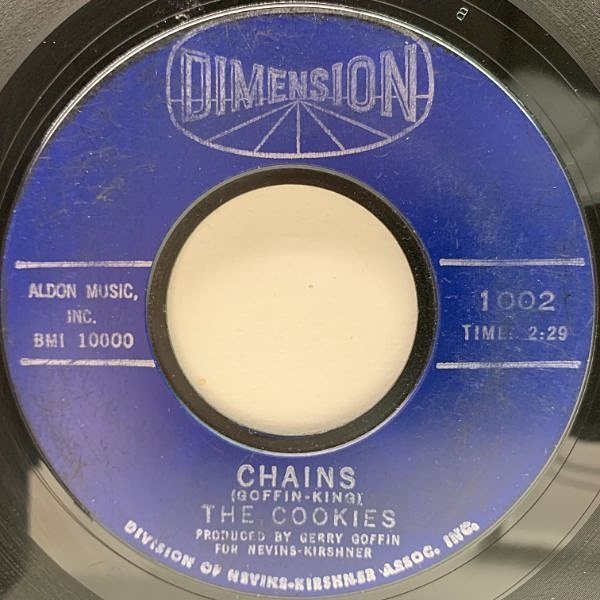 DIMENSION
ALDON MUSIC,
INC.
BMI 10000
1002
TIME: 2:29
CHAINS
(GOFFIN-KING)
THE COOKIES
PRODUCED BY GERRY GOFFIN
FOR NEVINS-KIRSHNER
DIVISION OF NEVINS-KIRSHNER ASSOC. INC.